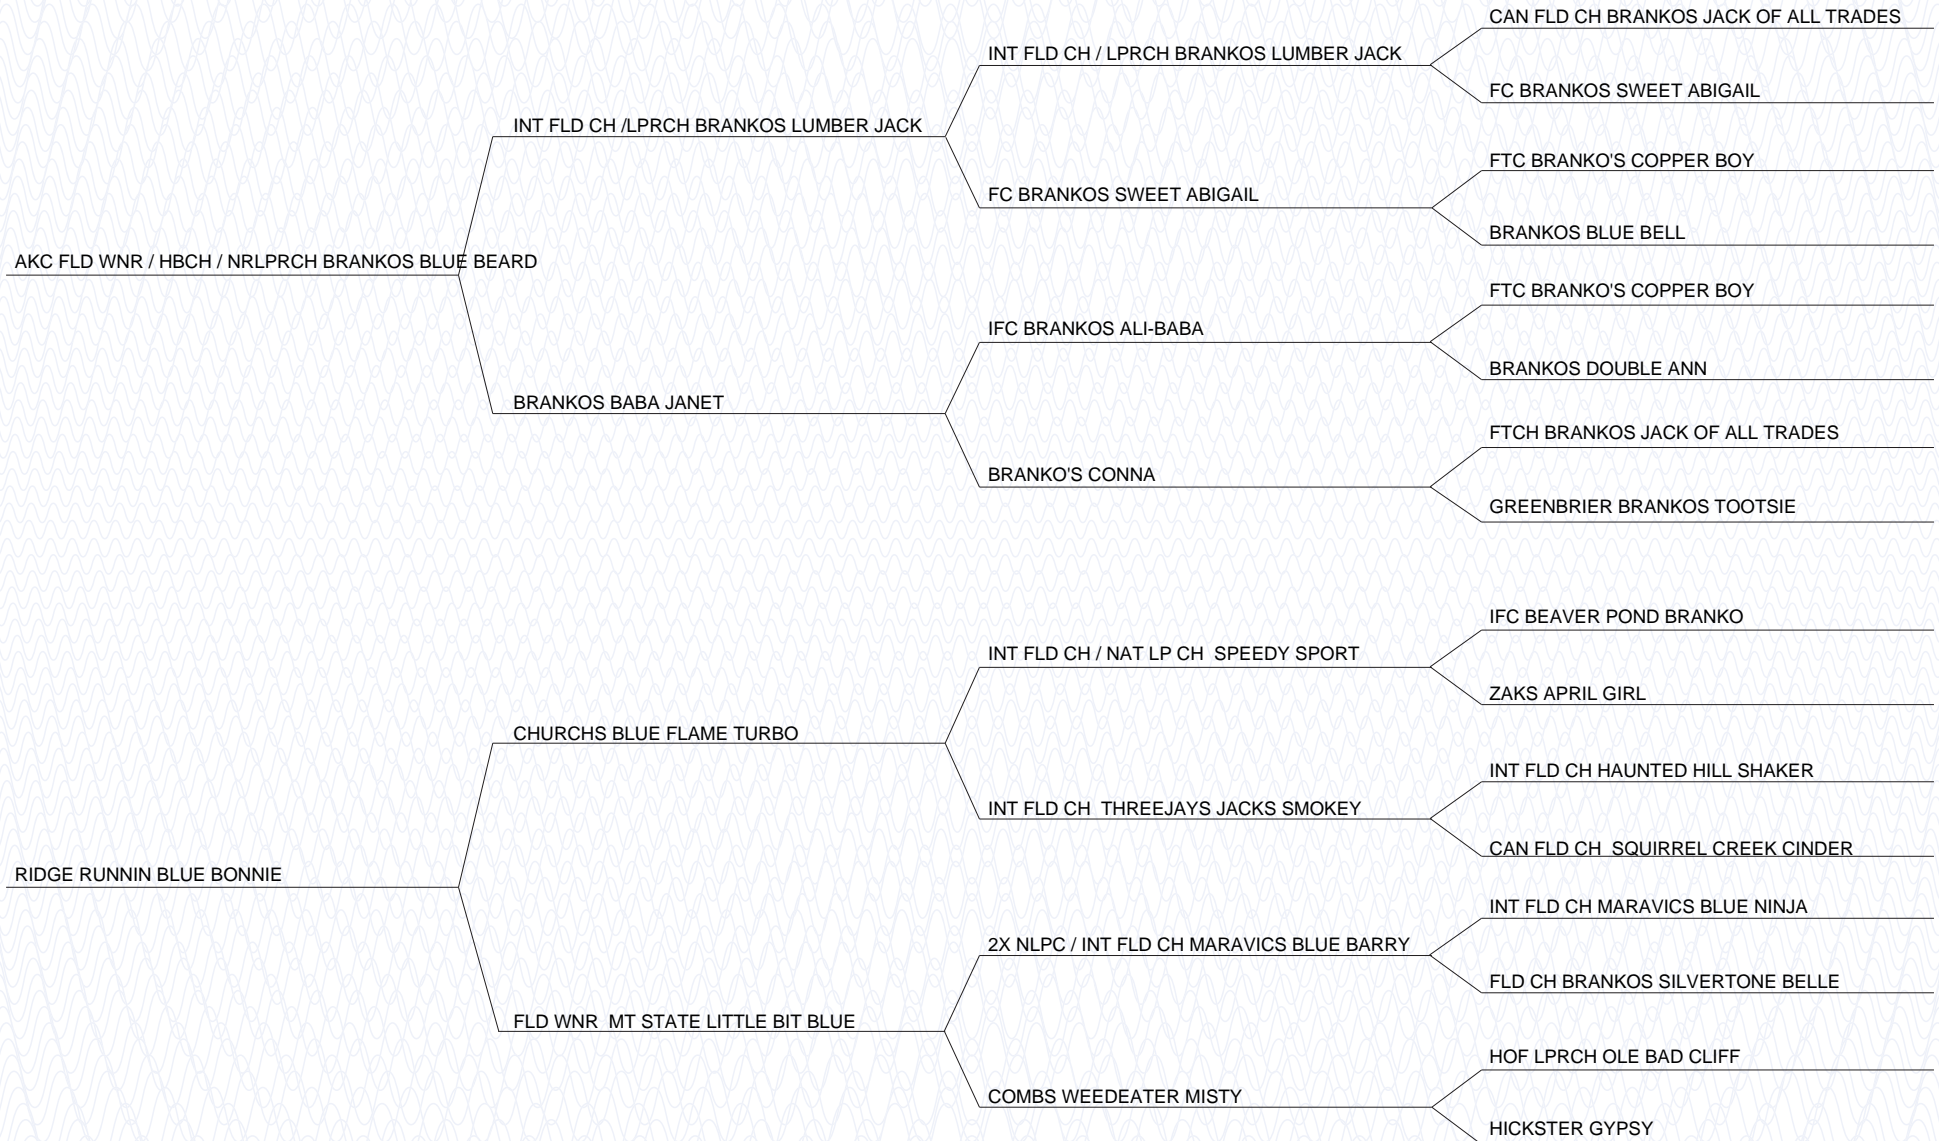 CAN FLD CH BRANKOS JACK OF ALL TRADES
INT FLD CH / LPRCH BRANKOS LUMBER JACK
FC BRANKOS SWEET ABIGAIL
INT FLD CH /LPRCH BRANKOS LUMBER JACK
FTC BRANKO'S COPPER BOY
FC BRANKOS SWEET ABIGAIL
BRANKOS BLUE BELL
AKC FLD WNR / HBCH / NRLPRCH BRANKOS BLUE BEARD
FTC BRANKO'S COPPER BOY
IFC BRANKOS ALI-BABA
BRANKOS DOUBLE ANN
BRANKOS BABA JANET
FTCH BRANKOS JACK OF ALL TRADES
BRANKO'S CONNA
GREENBRIER BRANKOS TOOTSIE
IFC BEAVER POND BRANKO
INT FLD CH / NAT LP CH  SPEEDY SPORT
ZAKS APRIL GIRL
CHURCHS BLUE FLAME TURBO
INT FLD CH HAUNTED HILL SHAKER
INT FLD CH  THREEJAYS JACKS SMOKEY
CAN FLD CH  SQUIRREL CREEK CINDER
RIDGE RUNNIN BLUE BONNIE
INT FLD CH MARAVICS BLUE NINJA
2X NLPC / INT FLD CH MARAVICS BLUE BARRY
FLD CH BRANKOS SILVERTONE BELLE
FLD WNR  MT STATE LITTLE BIT BLUE
HOF LPRCH OLE BAD CLIFF
COMBS WEEDEATER MISTY
HICKSTER GYPSY